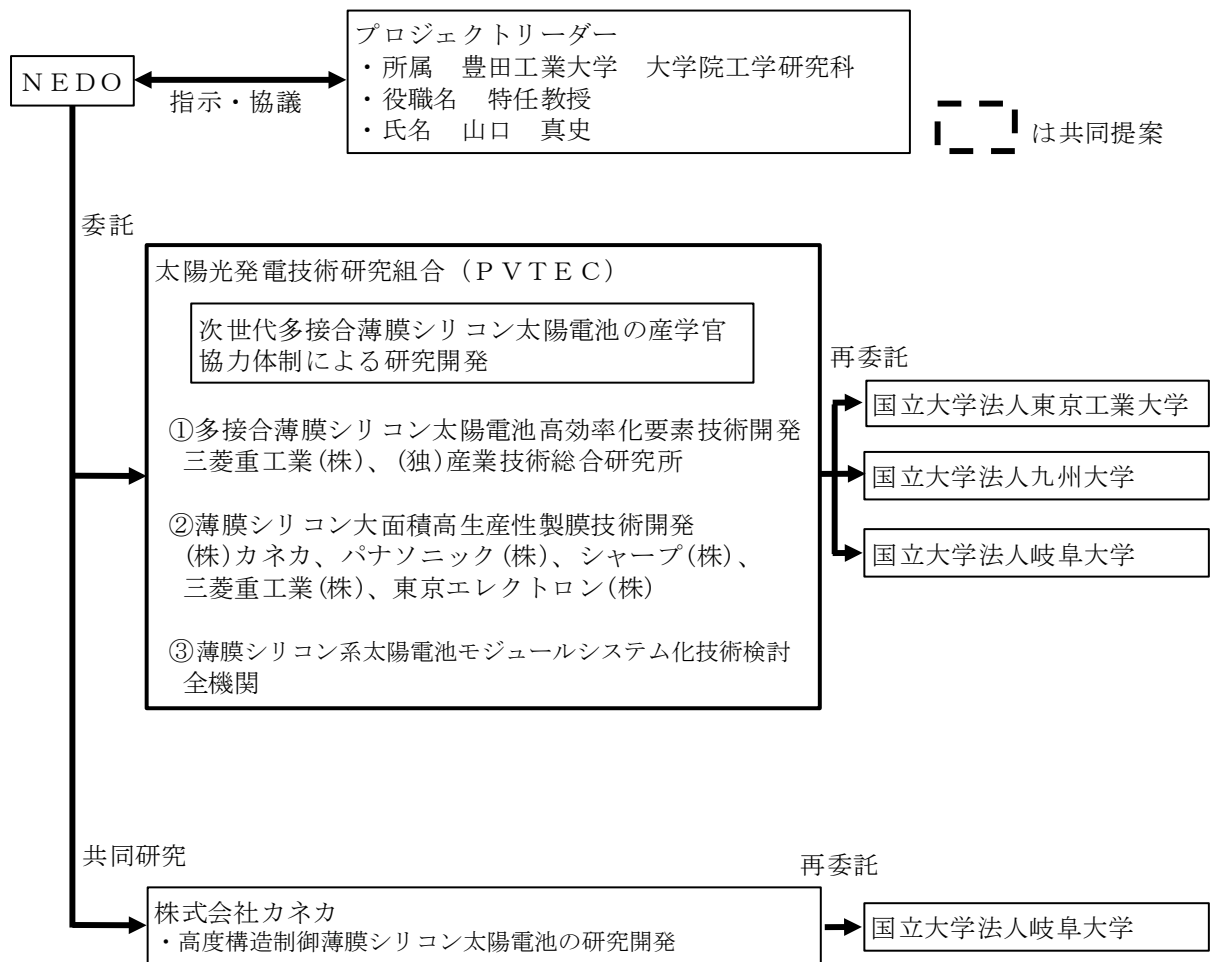 プロジェクトリーダー
・所属　豊田工業大学　大学院工学研究科
・役職名　特任教授
・氏名　山口　真史
ＮＥＤＯ
指示・協議
は共同提案
委託
太陽光発電技術研究組合（ＰＶＴＥＣ）
次世代多接合薄膜シリコン太陽電池の産学官
協力体制による研究開発
①多接合薄膜シリコン太陽電池高効率化要素技術開発
三菱重工業(株)、(独)産業技術総合研究所
②薄膜シリコン大面積高生産性製膜技術開発
(株)カネカ、パナソニック(株)、シャープ(株)、
三菱重工業(株)、東京エレクトロン(株)
③薄膜シリコン系太陽電池モジュールシステム化技術検討
全機関
再委託
国立大学法人東京工業大学
国立大学法人九州大学
国立大学法人岐阜大学
共同研究
株式会社カネカ
・高度構造制御薄膜シリコン太陽電池の研究開発
再委託
国立大学法人岐阜大学